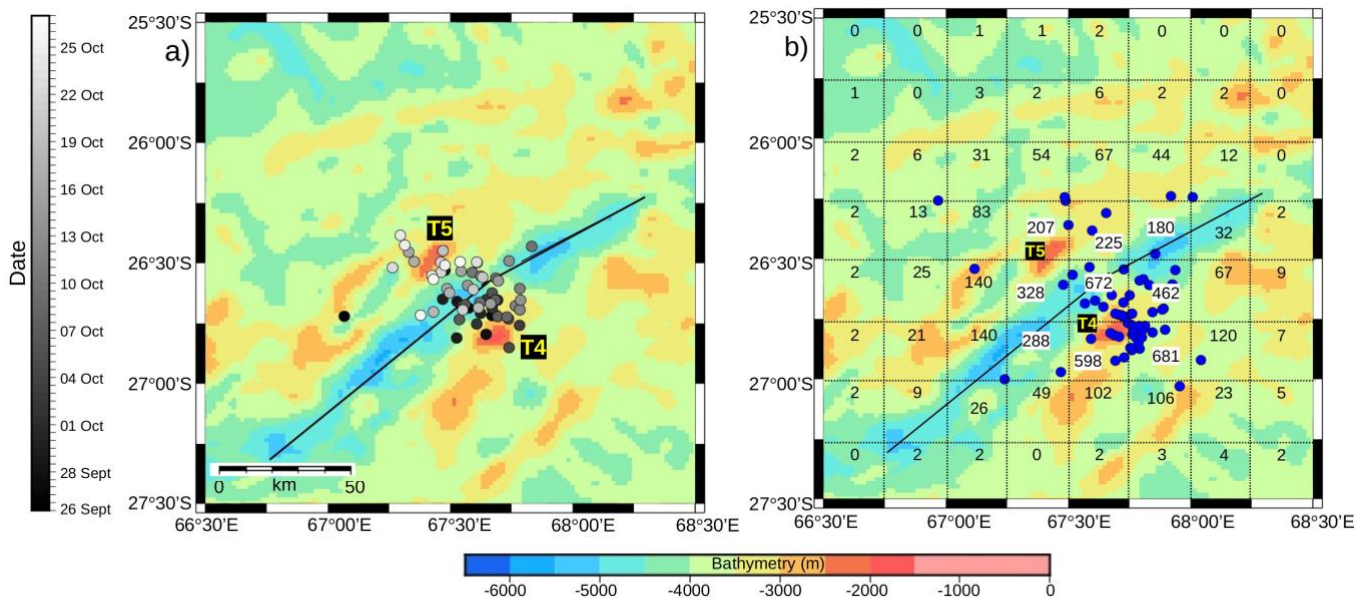 Date
25 Oct
22 Oct
19 Oct
16 Oct
13 Oct
10 Oct
07 Oct
04 Oct
01 Oct
28 Sept
26 Sept
a)
25°30'S
26°00'S
26°30'S
27°00'S
27°30'S
T5
T4
0 km 50
66°30'E 67°00'E 67°30'E 68°00'E 68°30'E
b)
25°30'S
26°00'S
26°30'S
27°00'S
27°30'S
0 0 1 1 2 0 0 0
1 0 3 2 6 2 2 0
2 6 31 54 67 44 12 0
2 13 83 207 225 180 32 2
T5
2 25 140 328 672 462 67 9
T4
2 21 140 288 598 681 120 7
2 9 26 49 102 106 23 5
0 2 2 0 2 3 4 2
66°30'E 67°00'E 67°30'E 68°00'E 68°30'E
Bathymetry (m)
-6000 -5000 -4000 -3000 -2000 -1000 0